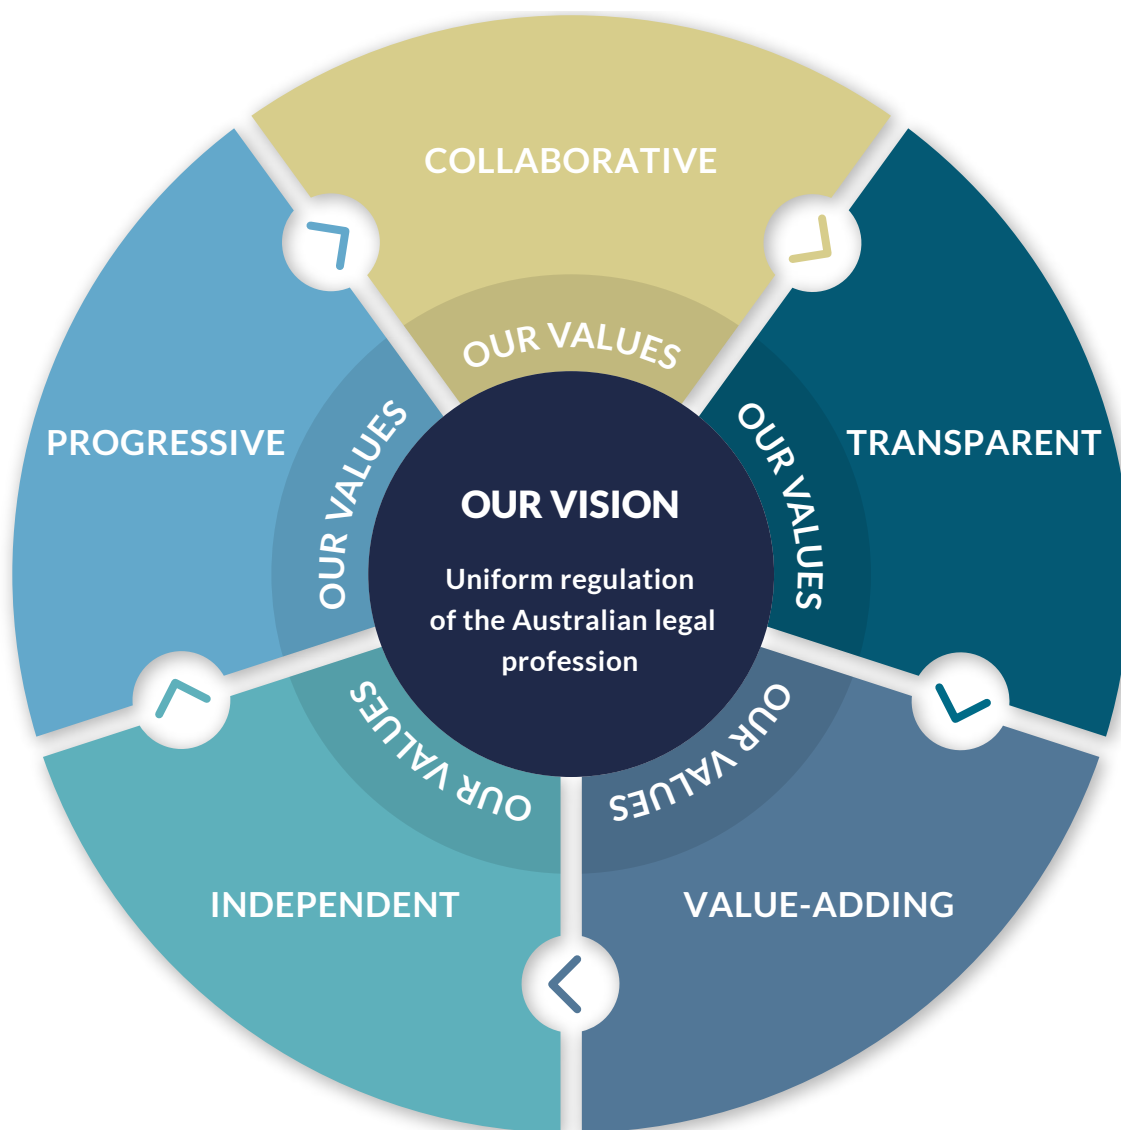 COLLABORATIVE
OUR VALUES
TRANSPARENT
OUR VALUES
VALUE-ADDING
OUR VALUES
INDEPENDENT
OUR VALUES
PROGRESSIVE
OUR VALUES
OUR VISION
Uniform regulation
of the Australian legal
profession